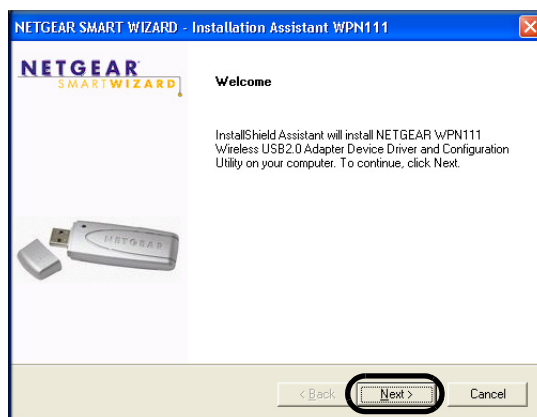 NETGEAR SMART WIZARD - Installation Assistant WPN111
NETGEAR
SMARTWIZARD
Welcome
InstallShield Assistant will install NETGEAR WPN111
Wireless USB2.0 Adapter Device Driver and Configuration
Utility on your computer. To continue, click Next.
NETGEAR
< Back Next > Cancel